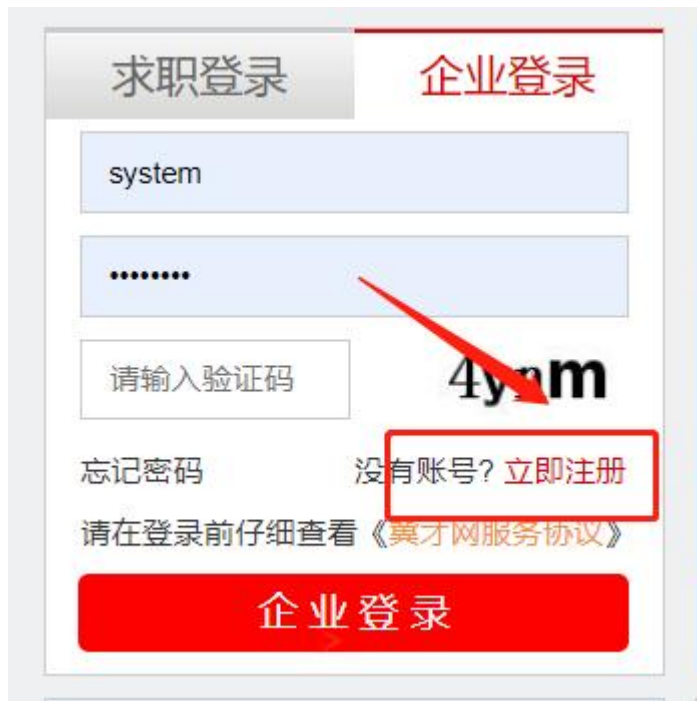 求职登录 企业登录
system
••••••••
请输入验证码
忘记密码 没有账号? 立即注册
请在登录前仔细查看《冀才网服务协议》
企业登录